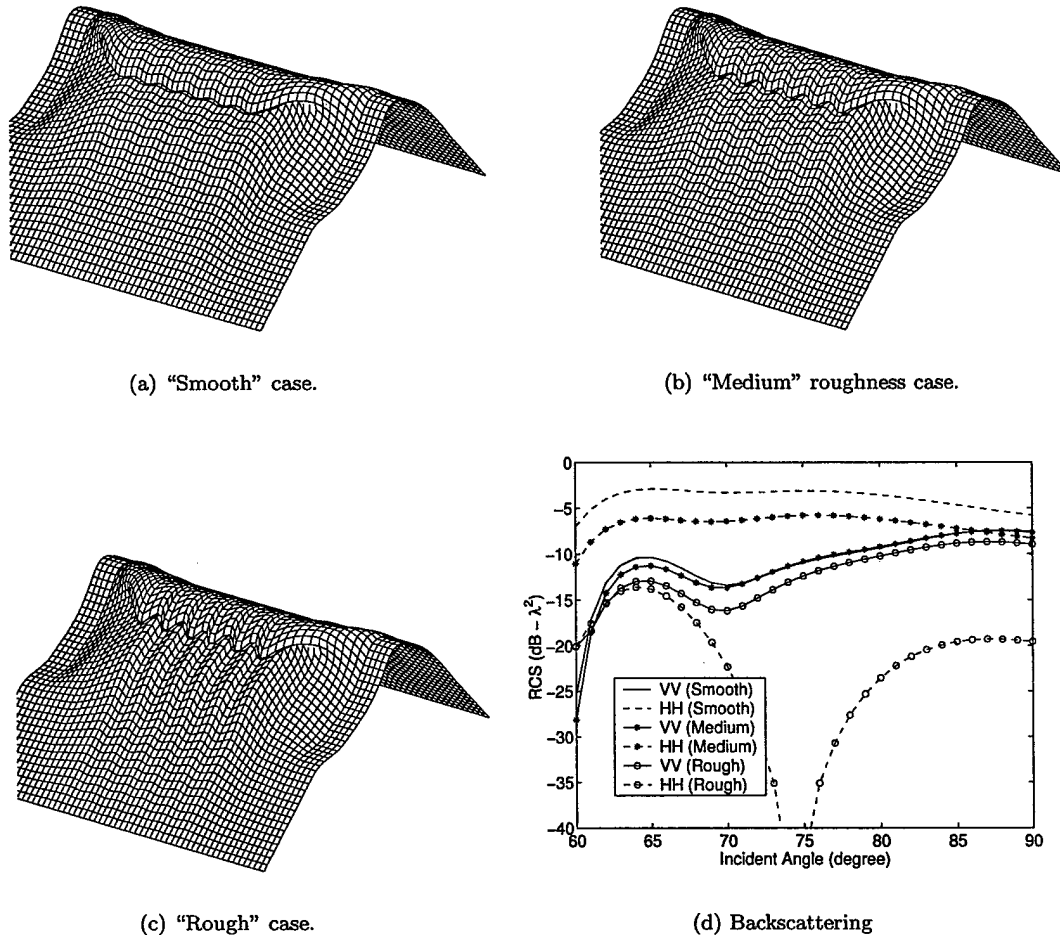 (a) “Smooth” case.
(b) “Medium” roughness case.
(c) “Rough” case.
0
−5
−10
−15
−20
−25
−30
−35
−40
RCS (dB − λ²)
VV (Smooth)
HH (Smooth)
VV (Medium)
HH (Medium)
VV (Rough)
HH (Rough)
60 65 70 75 80 85 90
Incident Angle (degree)
(d) Backscattering